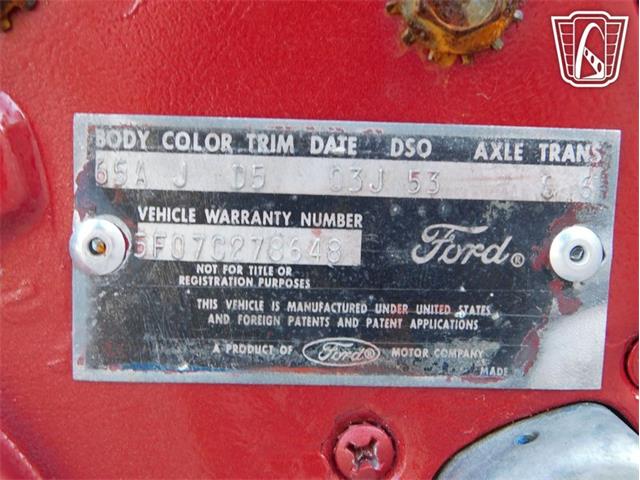 BODY COLOR TRIM DATE DSO AXLE TRANS
65A J D5 03J 53 6
VEHICLE WARRANTY NUMBER
5F07C278648
Ford®
NOT FOR TITLE OR
REGISTRATION PURPOSES
THIS VEHICLE IS MANUFACTURED UNDER UNITED STATES
AND FOREIGN PATENTS AND PATENT APPLICATIONS
A PRODUCT OF Ford® MOTOR COMPANY
MADE